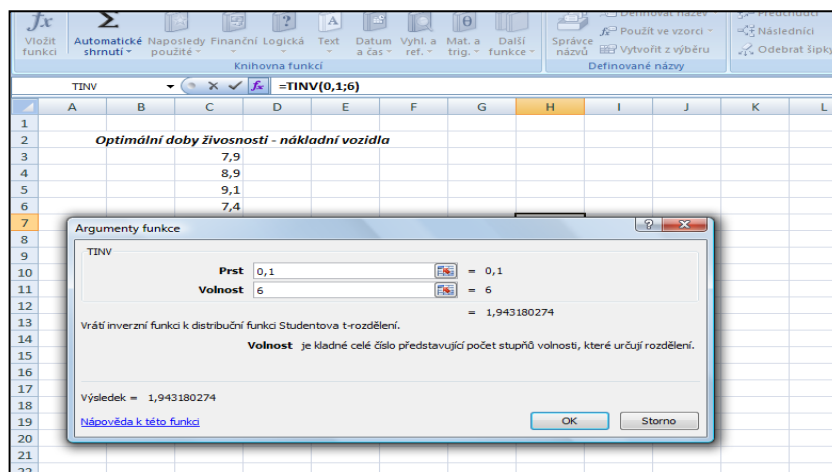 Definovat název
Předchůdci
Vložit funkci
Automatické shrnutí
Naposledy použité
Finanční
Logická
Text
Datum a čas
Vyhl. a ref.
Mat. a trig.
Další funkce
Správce názvů
Použít ve vzorci
Následníci
Vytvořit z výběru
Odebrat šipky
Knihovna funkcí
Definované názvy
TINV
=TINV(0,1;6)
A B C D E F G H I J K L
1
2 Optimální doby živosnosti - nákladní vozidla
3 7,9
4 8,9
5 9,1
6 7,4
7
8
9
10
11
12
13
14
15
16
17
18
19
20
21
22
Argumenty funkce
TINV
Prst 0,1 = 0,1
Volnost 6 = 6
= 1,943180274
Vrátí inverzní funkci k distribuční funkci Studentova t-rozdělení.
Volnost je kladné celé číslo představující počet stupňů volnosti, které určují rozdělení.
Výsledek = 1,943180274
Nápověda k této funkci
OK
Storno